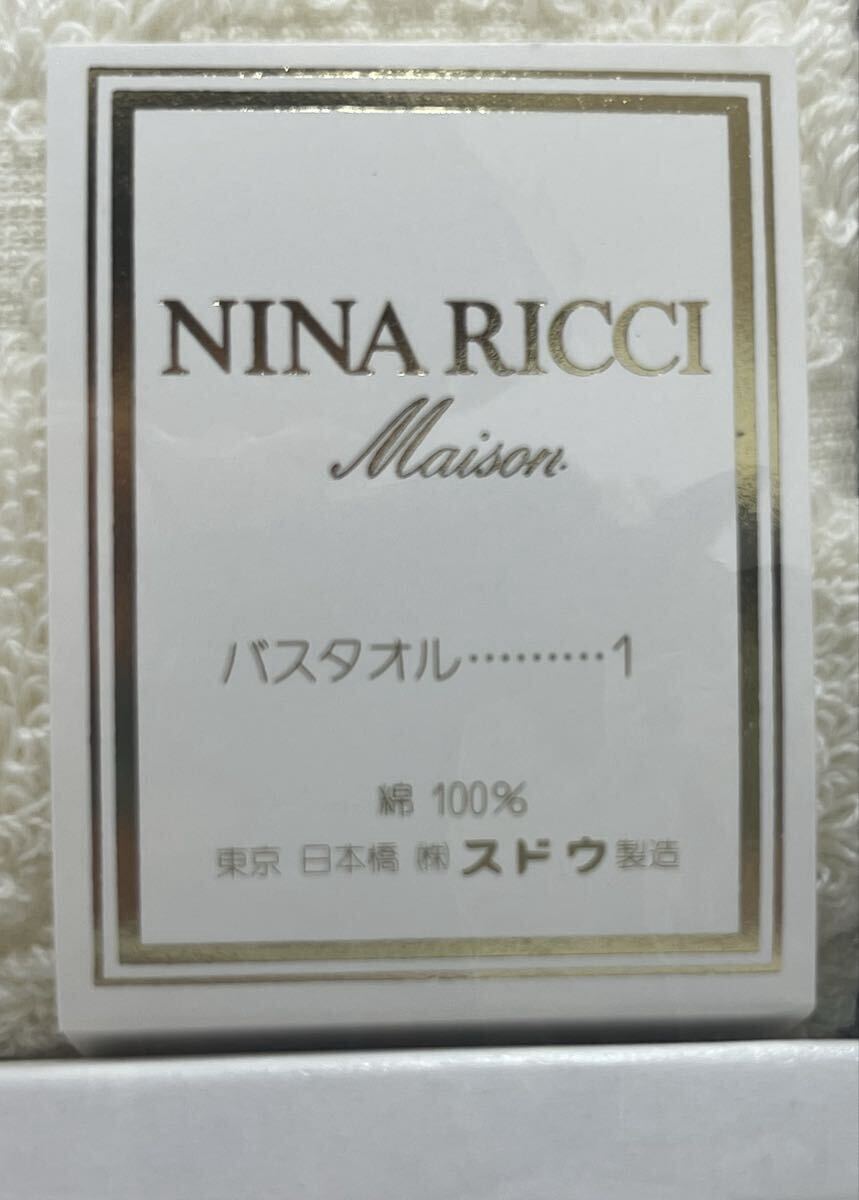 NINA RICCI
Maison
バスタオル………1
綿 100%
東京 日本橋 ㈱ スドウ 製造